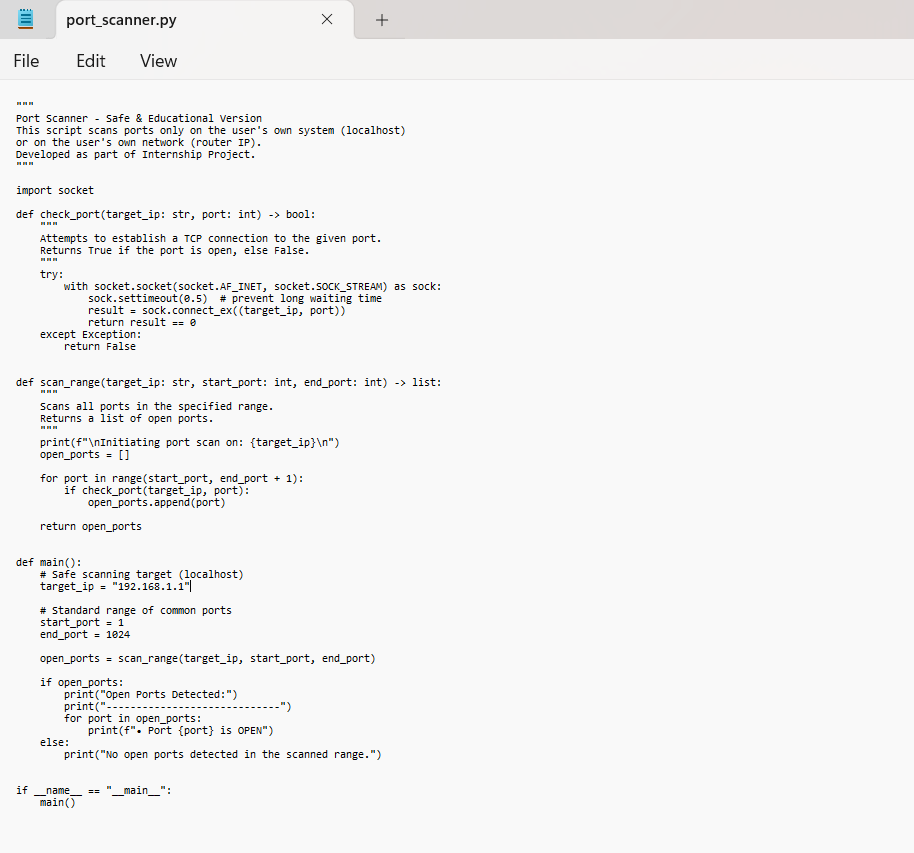 port_scanner.py
File Edit View
"""
Port Scanner - Safe & Educational Version
This script scans ports only on the user's own system (localhost)
or on the user's own network (router IP).
Developed as part of Internship Project.
"""
import socket
def check_port(target_ip: str, port: int) -> bool:
    """
    Attempts to establish a TCP connection to the given port.
    Returns True if the port is open, else False.
    """
    try:
        with socket.socket(socket.AF_INET, socket.SOCK_STREAM) as sock:
            sock.settimeout(0.5)  # prevent long waiting time
            result = sock.connect_ex((target_ip, port))
            return result == 0
    except Exception:
        return False
def scan_range(target_ip: str, start_port: int, end_port: int) -> list:
    """
    Scans all ports in the specified range.
    Returns a list of open ports.
    """
    print(f"\nInitiating port scan on: {target_ip}\n")
    open_ports = []
    for port in range(start_port, end_port + 1):
        if check_port(target_ip, port):
            open_ports.append(port)
    return open_ports
def main():
    # Safe scanning target (localhost)
    target_ip = "192.168.1.1"
    # Standard range of common ports
    start_port = 1
    end_port = 1024
    open_ports = scan_range(target_ip, start_port, end_port)
    if open_ports:
        print("Open Ports Detected:")
        print("-----------------------------")
        for port in open_ports:
            print(f"• Port {port} is OPEN")
    else:
        print("No open ports detected in the scanned range.")
if __name__ == "__main__":
    main()